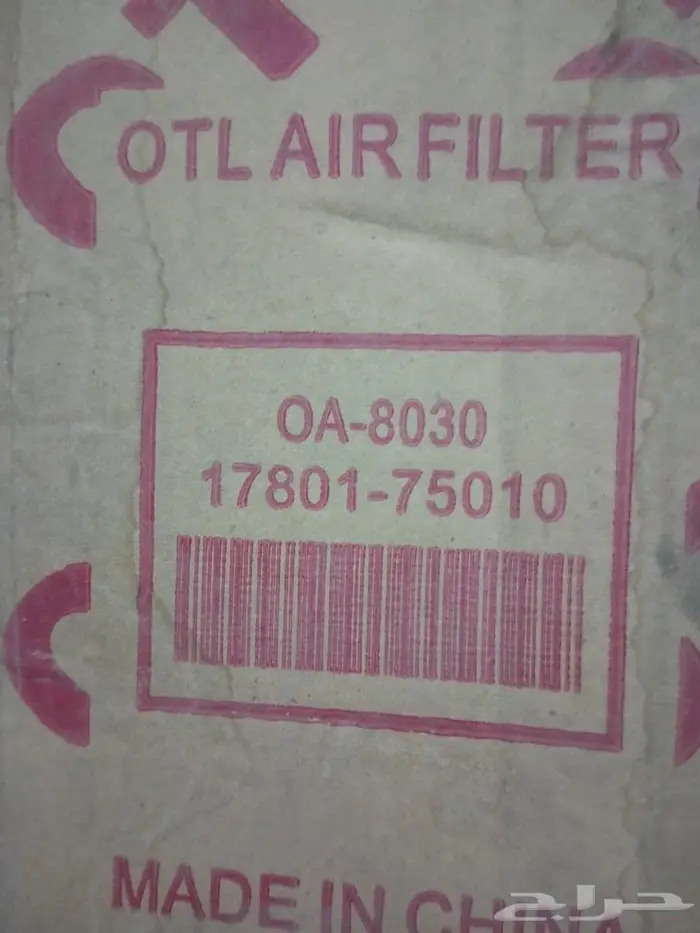 OTL AIR FILTER
OA-8030
17801-75010
MADE IN CHINA
حراج